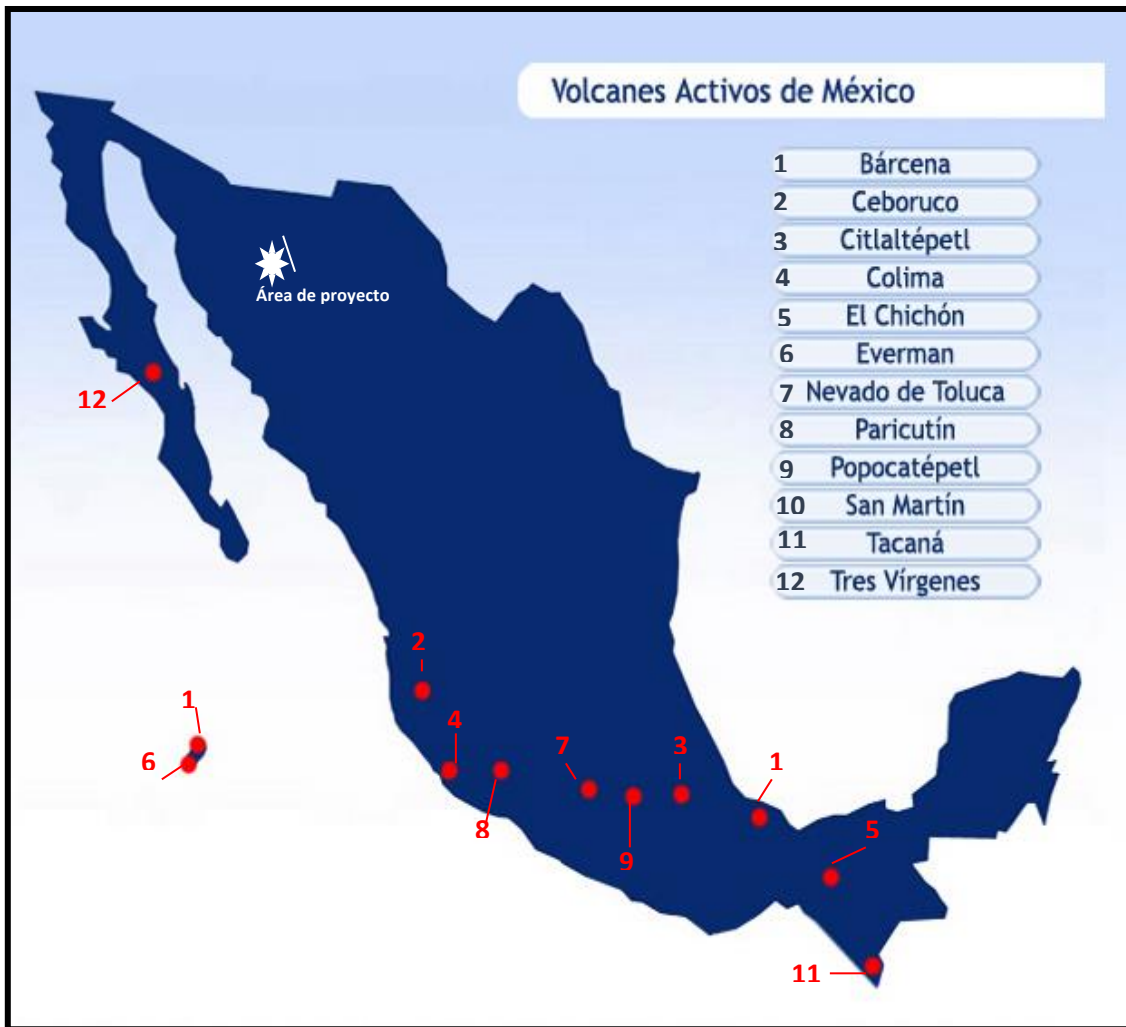 Volcanes Activos de México
1 Bárcena
2 Ceboruco
3 Citlaltépetl
4 Colima
5 El Chichón
6 Everman
7 Nevado de Toluca
8 Paricutín
9 Popocatépetl
10 San Martín
11 Tacaná
12 Tres Vírgenes
Área de proyecto
12
2
1
4
6
7
3
1
8
9
5
11